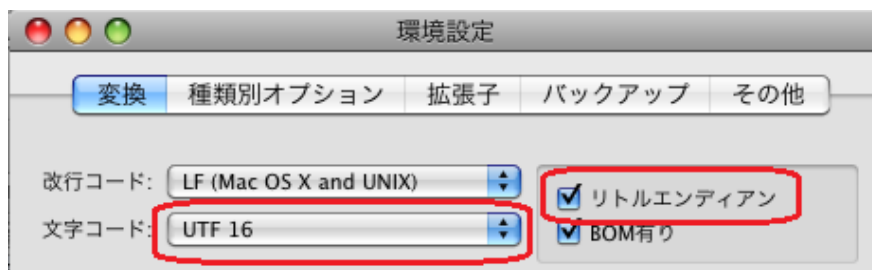 環境設定
変換 種類別オプション 拡張子 バックアップ その他
改行コード: LF (Mac OS X and UNIX)
リトルエンディアン
文字コード: UTF 16
BOM有り